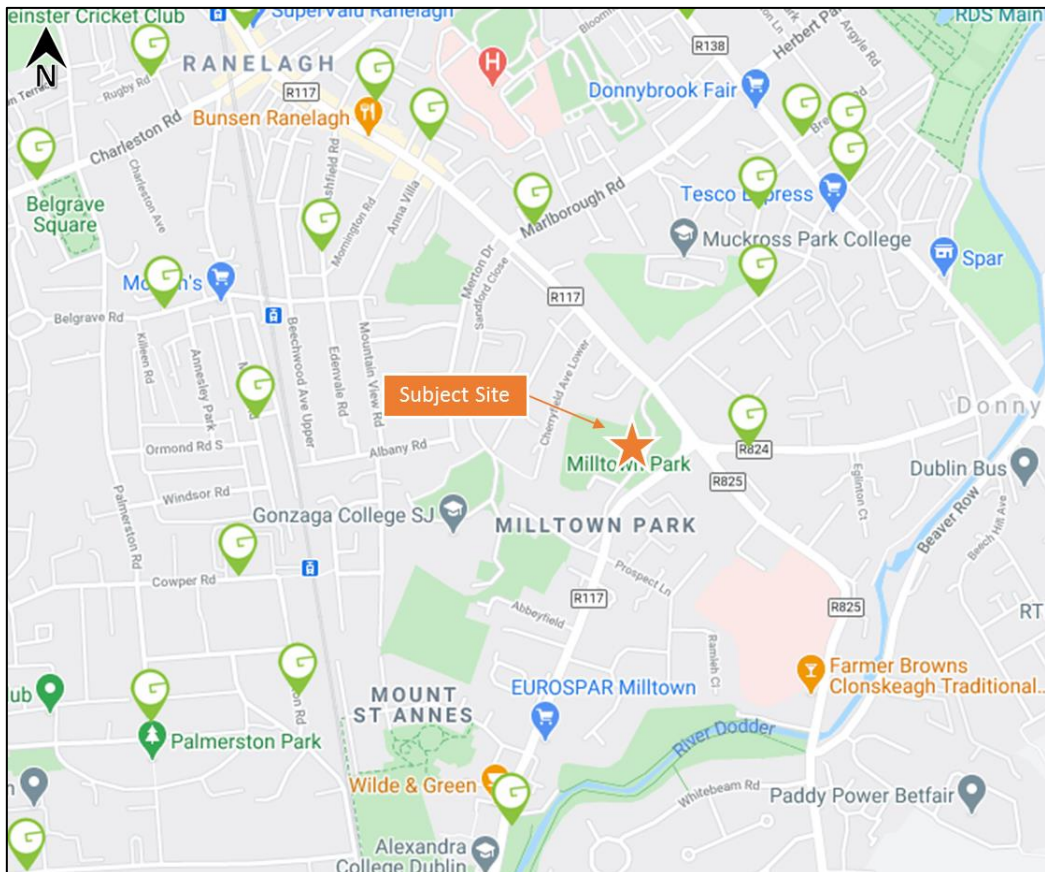 einster Cricket Club
SuperValu Ranelagh
RDS Main
N
Rugby Rd
RANELAGH
R117
H
R138
Herbert Pa
Argyle Rd
Donnybrook Fair
Bunsen Ranelagh
Charleston Rd
Charleston Ave
Ashfield Rd
Mornington Rd
Anna Villa
Belgrave
Square
Marlborough Rd
Tesco Express
Muckross Park College
Spar
Merton Dr
Sandford Close
R117
Belgrave Rd
Killeen Rd
Annesley Park
Beechwood Ave Upper
Edenvale Rd
Mountain View Rd
Subject Site
Cherryfield Ave Lower
Donny
Ormond Rd S
Albany Rd
Milltown Park
R824
R825
Dublin Bus
Windsor Rd
Palmerston Rd
Gonzaga College SJ
MILLTOWN PARK
Eglinton Ct
Beaver Row
Beech Hill Ave
Cowper Rd
Prospect Ln
R117
Abbeyfield
R825
RT
Ramleh Ct
Farmer Browns
Clonskeagh Traditional...
ub
MOUNT
ST ANNES
EUROSPAR Milltown
Palmerston Park
River Dodder
Wilde & Green
Whitebeam Rd
Paddy Power Betfair
Alexandra
College Dublin